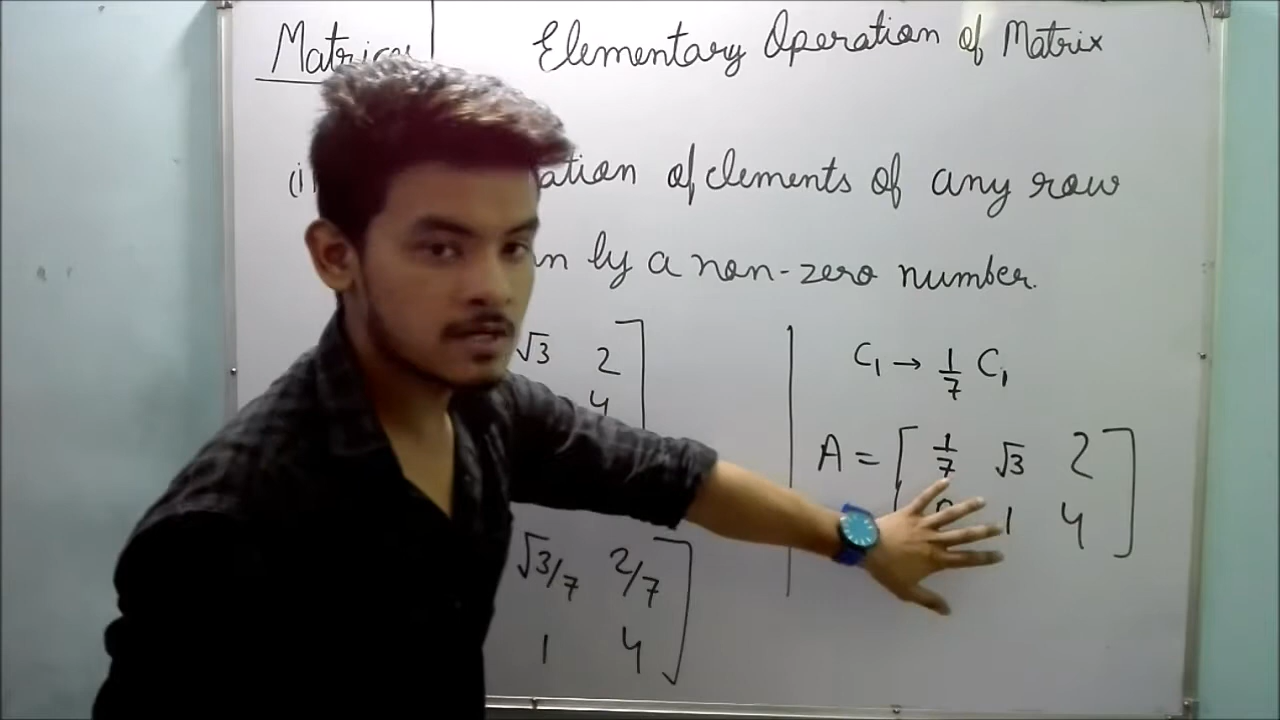 Matrices
Elementary Operation of Matrix
(i) ation of elements of any row
n by a non-zero number.
√3 2
4
√3/7 2/7
1 4
C₁ → 1/7 C₁
A = [ 1/7 √3 2 ]
1 4